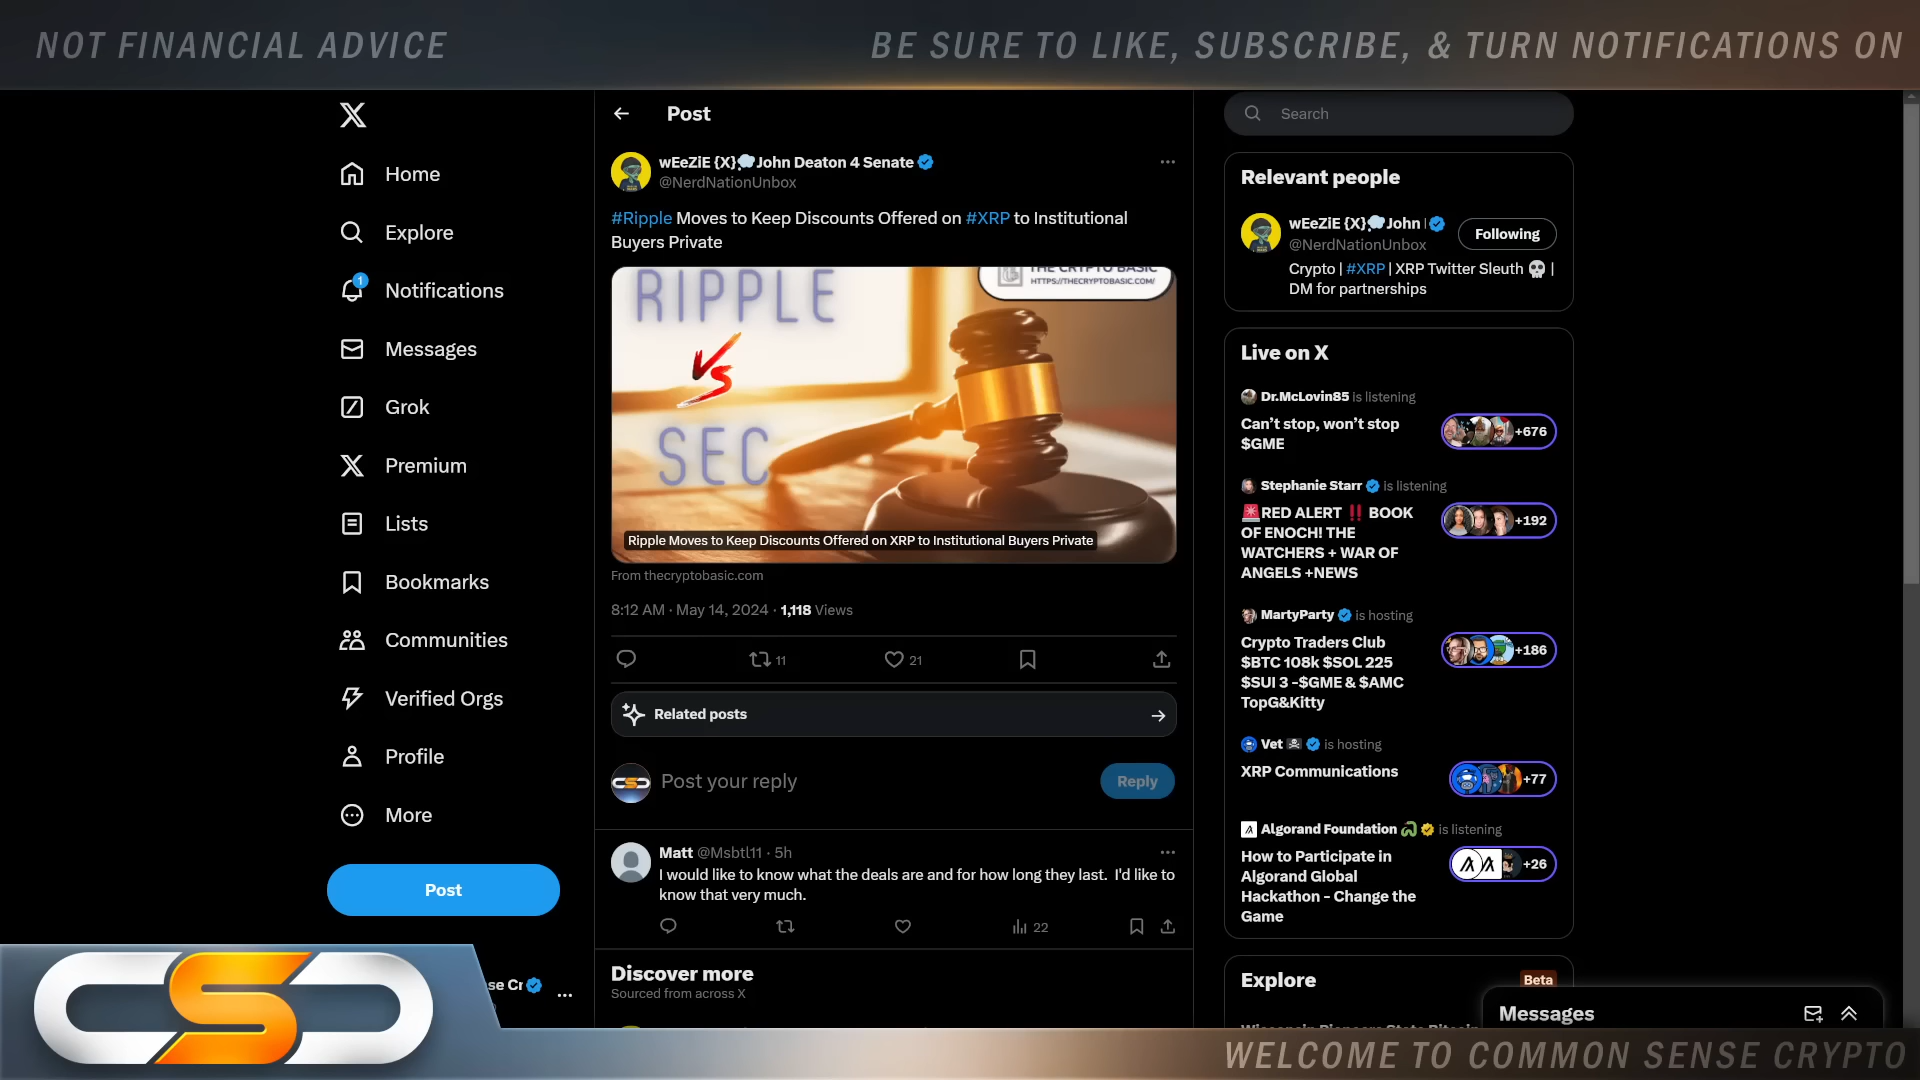 NOT FINANCIAL ADVICE
BE SURE TO LIKE, SUBSCRIBE, & TURN NOTIFICATIONS ON
Home
Explore
1
Notifications
Messages
Grok
Premium
Lists
Bookmarks
Communities
Verified Orgs
Profile
More
Post
se Cr
Post
wEeZiE {X} John Deaton 4 Senate
@NerdNationUnbox
#Ripple Moves to Keep Discounts Offered on #XRP to Institutional
Buyers Private
THE CRYPTO BASIC
HTTPS://THECRYPTOBASIC.COM/
RIPPLE
VS
SEC
Ripple Moves to Keep Discounts Offered on XRP to Institutional Buyers Private
From thecryptobasic.com
8:12 AM · May 14, 2024 · 1,118 Views
11
21
Related posts
CSC
Post your reply
Reply
Matt @Msbtl11 · 5h
I would like to know what the deals are and for how long they last. I'd like to
know that very much.
22
Discover more
Sourced from across X
Search
Relevant people
wEeZiE {X} John
@NerdNationUnbox
Following
Crypto | #XRP | XRP Twitter Sleuth |
DM for partnerships
Live on X
Dr.McLovin85 is listening
Can't stop, won't stop
$GME
+676
Stephanie Starr is listening
RED ALERT BOOK
OF ENOCH! THE
WATCHERS + WAR OF
ANGELS +NEWS
+192
MartyParty is hosting
Crypto Traders Club
$BTC 108k $SOL 225
$SUI 3 -$GME & $AMC
TopG&Kitty
+186
Vet is hosting
XRP Communications
+77
Algorand Foundation is listening
How to Participate in
Algorand Global
Hackathon - Change the
Game
+26
Explore
Beta
Messages
CSC
WELCOME TO COMMON SENSE CRYPTO